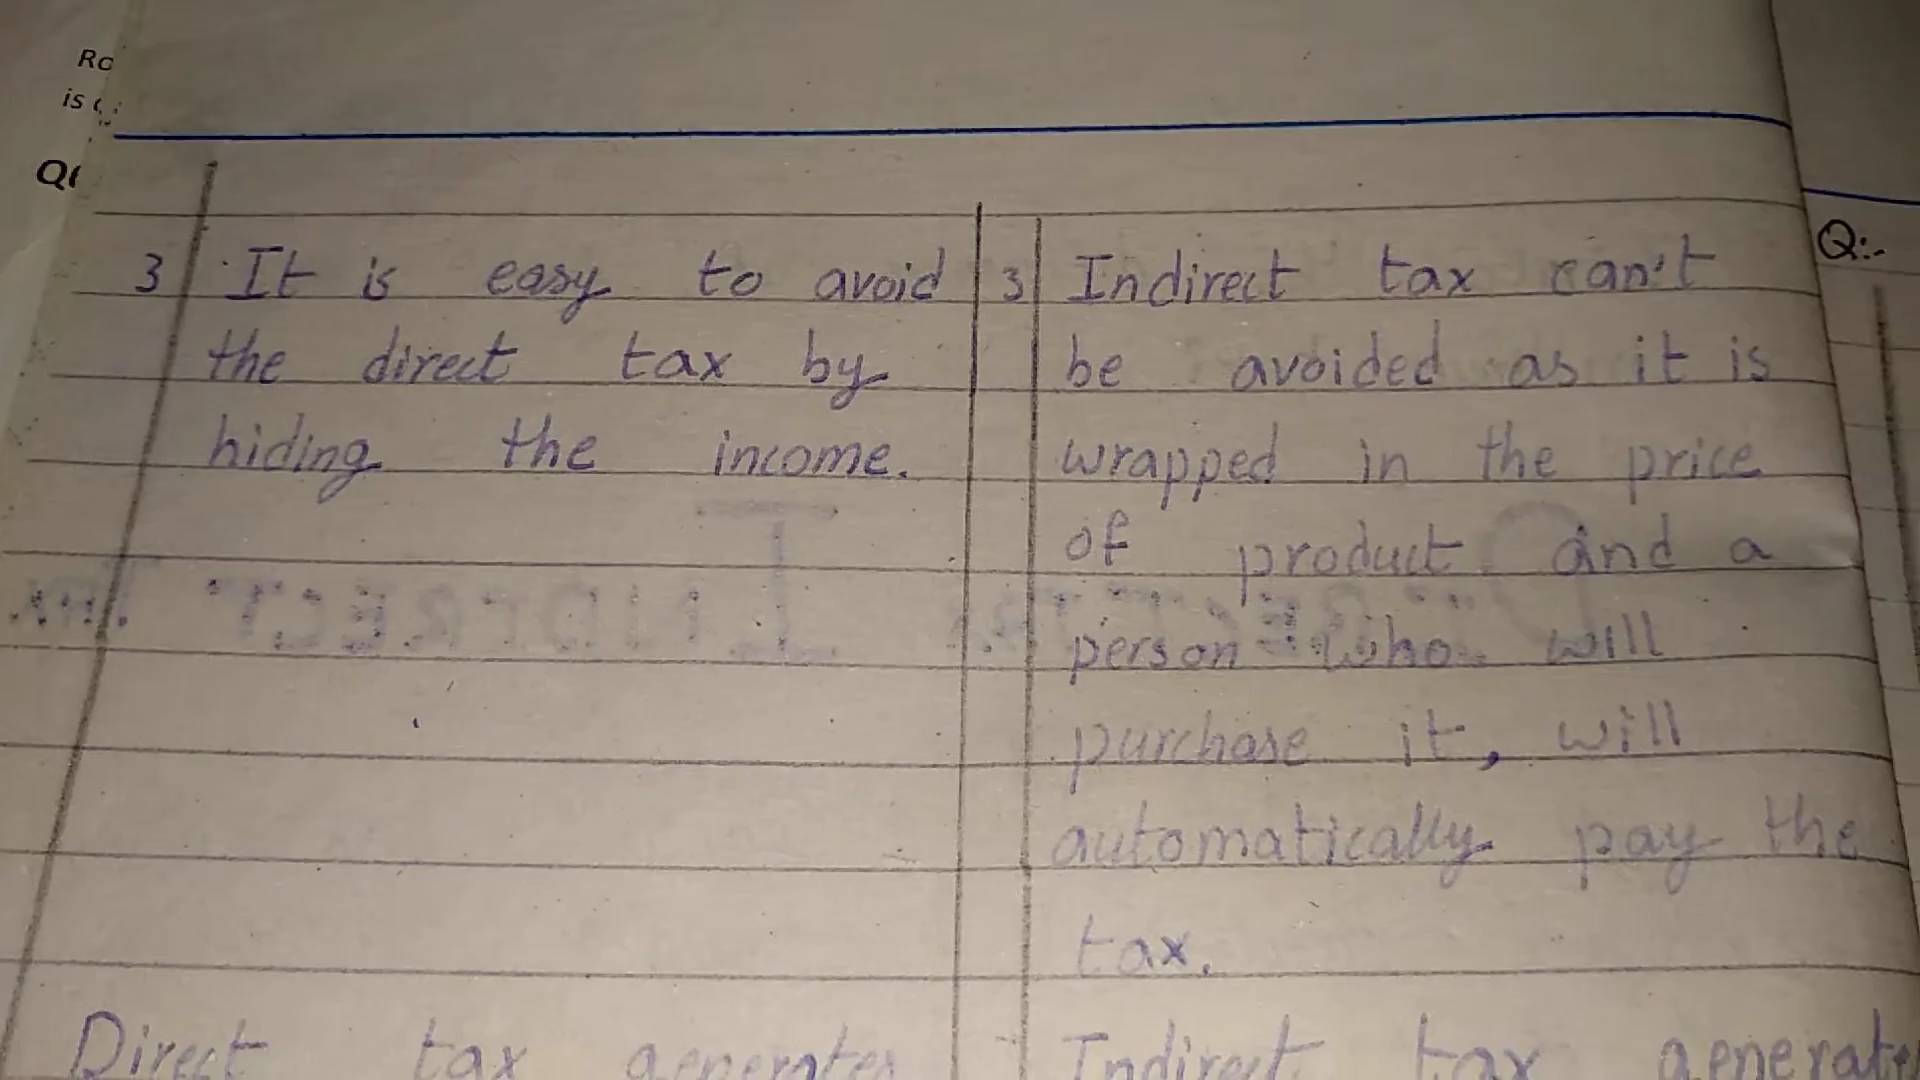 3 It is easy to avoid
the direct tax by
hiding the income.
3 Indirect tax can't
be avoided as it is
wrapped in the price
of product and a
person who will
purchase it, will
automatically pay the
tax.
Direct tax generates
Indirect tax generate
Q:-